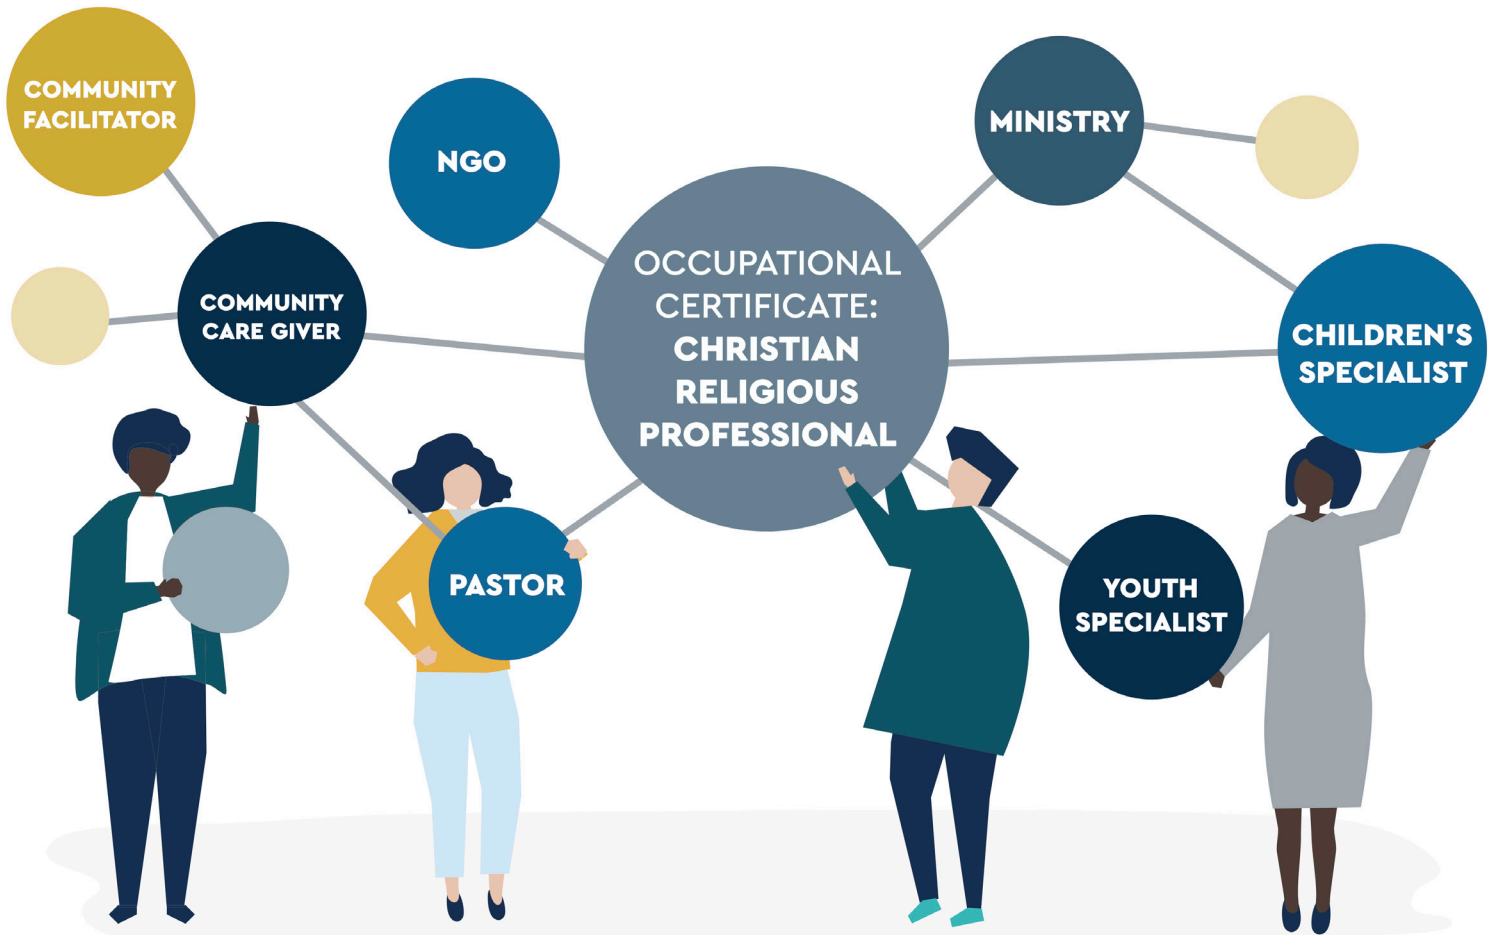 COMMUNITY
FACILITATOR
NGO
MINISTRY
COMMUNITY
CARE GIVER
OCCUPATIONAL
CERTIFICATE:
CHRISTIAN
RELIGIOUS
PROFESSIONAL
CHILDREN'S
SPECIALIST
PASTOR
YOUTH
SPECIALIST